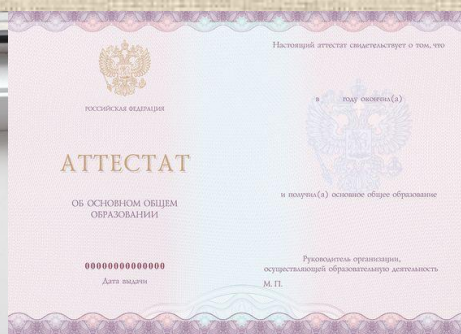 РОССИЙСКАЯ ФЕДЕРАЦИЯ
АТТЕСТАТ
ОБ ОСНОВНОМ ОБЩЕМ
ОБРАЗОВАНИИ
00000000000000
Дата выдачи
Настоящий аттестат свидетельствует о том, что
в году окончил(а)
и получил(а) основное общее образование
Руководитель организации,
осуществляющей образовательную деятельность
М. П.